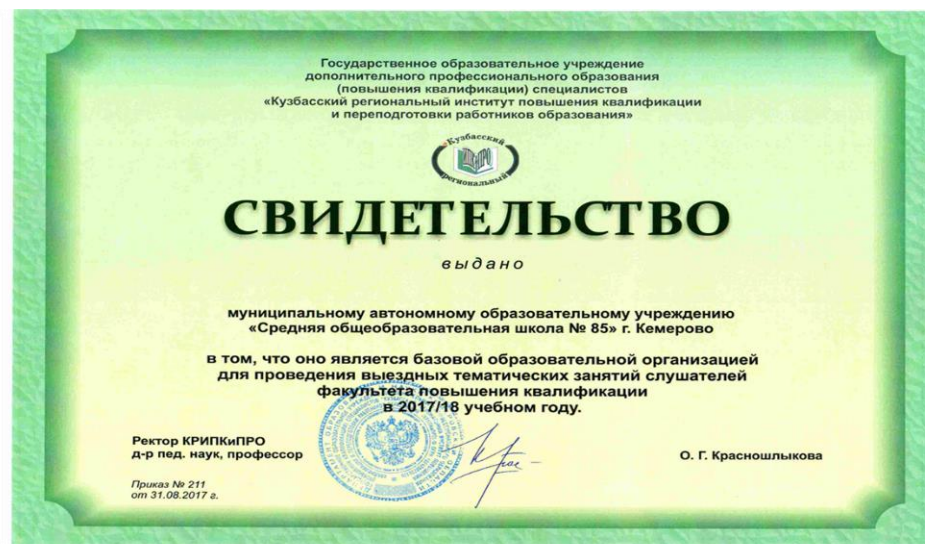 Государственное образовательное учреждение
дополнительного профессионального образования
(повышения квалификации) специалистов
«Кузбасский региональный институт повышения квалификации
и переподготовки работников образования»
Кузбасский
региональный
СВИДЕТЕЛЬСТВО
выдано
муниципальному автономному образовательному учреждению
«Средняя общеобразовательная школа № 85» г. Кемерово
в том, что оно является базовой образовательной организацией
для проведения выездных тематических занятий слушателей
факультета повышения квалификации
в 2017/18 учебном году.
Ректор КРИПКиПРО
д-р пед. наук, профессор
О. Г. Красношлыкова
Приказ № 211
от 31.08.2017 г.